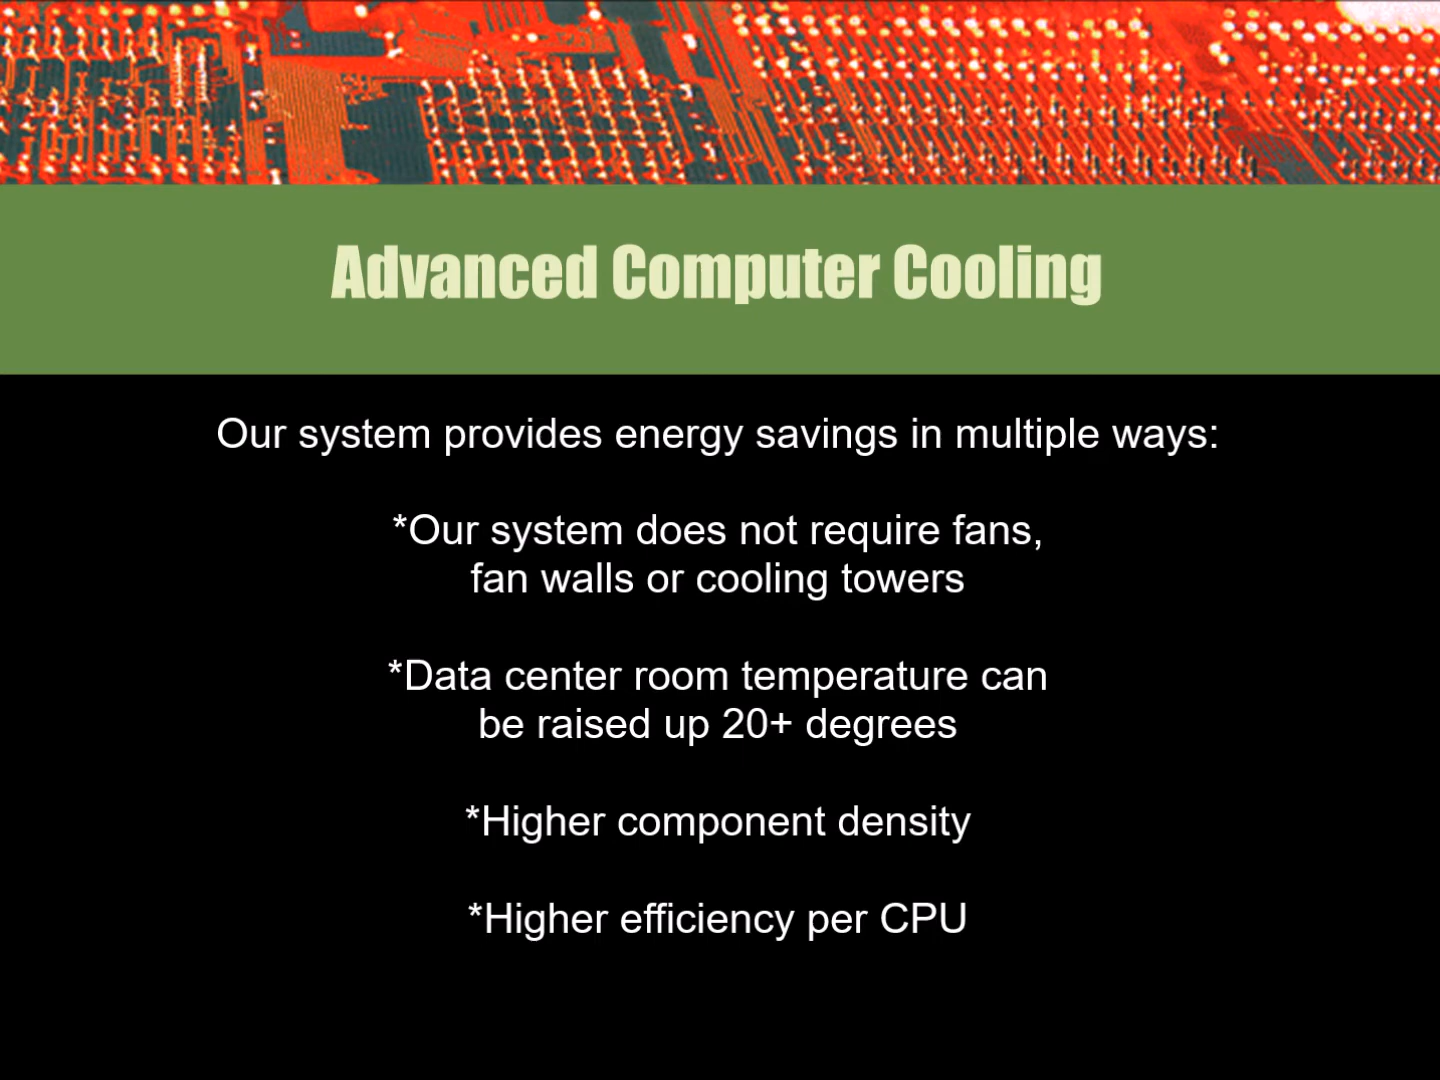 Advanced Computer Cooling
Our system provides energy savings in multiple ways:
*Our system does not require fans,
fan walls or cooling towers
*Data center room temperature can
be raised up 20+ degrees
*Higher component density
*Higher efficiency per CPU